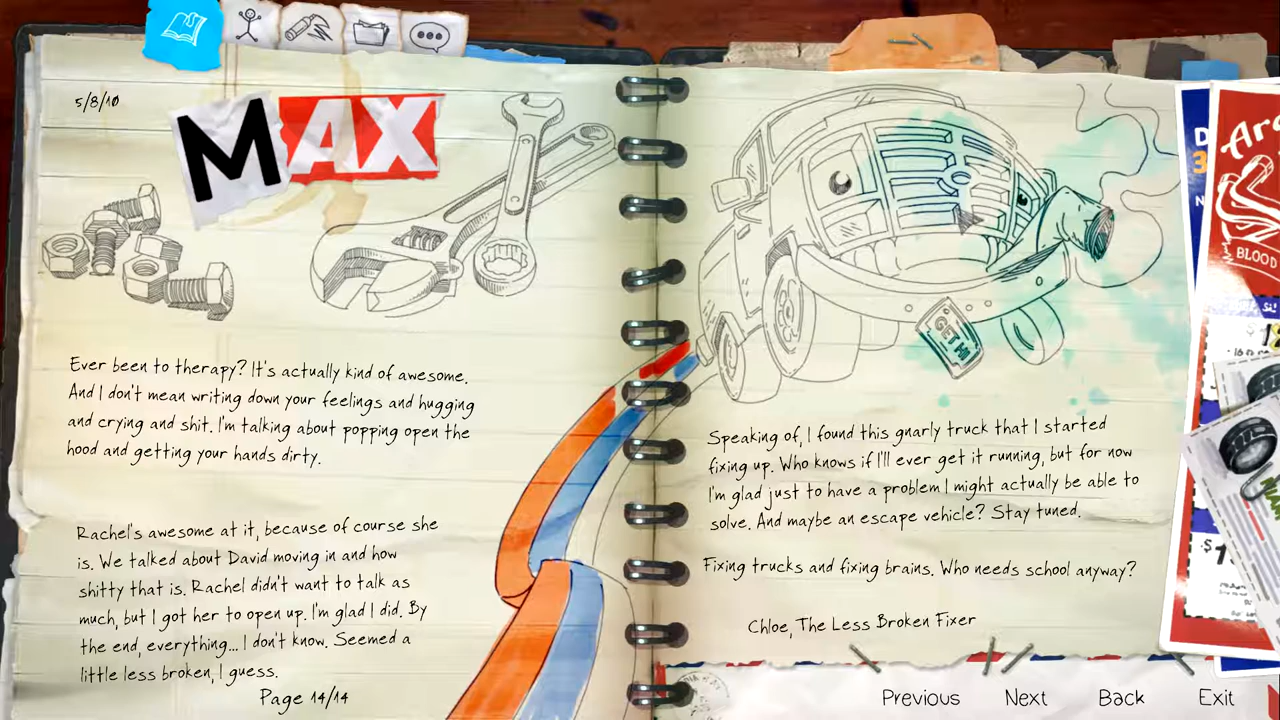 5/8/10
MAX
Ever been to therapy? It's actually kind of awesome.
And I don't mean writing down your feelings and hugging
and crying and shit. I'm talking about popping open the
hood and getting your hands dirty.
Rachel's awesome at it, because of course she
is. We talked about David moving in and how
shitty that is. Rachel didn't want to talk as
much, but I got her to open up. I'm glad I did. By
the end, everything... I don't know. Seemed a
little less broken, I guess.
Page 14/14
Speaking of, I found this gnarly truck that I started
fixing up. Who knows if I'll ever get it running, but for now
I'm glad just to have a problem I might actually be able to
solve. And maybe an escape vehicle? Stay tuned.
Fixing trucks and fixing brains. Who needs school anyway?
Chloe, The Less Broken Fixer
Previous Next Back Exit
BLOOD